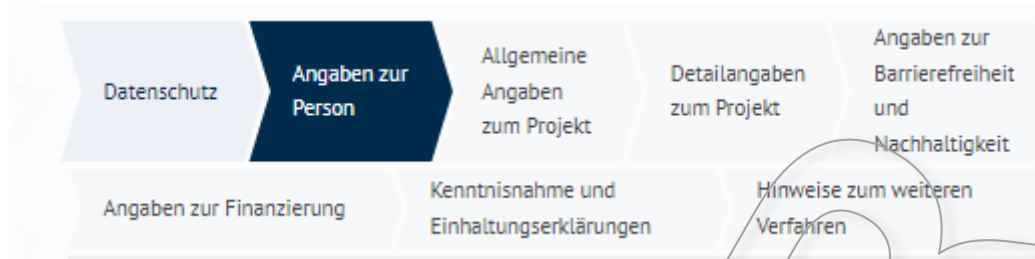 Datenschutz
Angaben zur
Person
Allgemeine
Angaben
zum Projekt
Detailangaben
zum Projekt
Angaben zur
Barrierefreiheit
und
Nachhaltigkeit
Angaben zur Finanzierung
Kenntnisnahme und
Einhaltungserklärungen
Hinweise zum weiteren
Verfahren